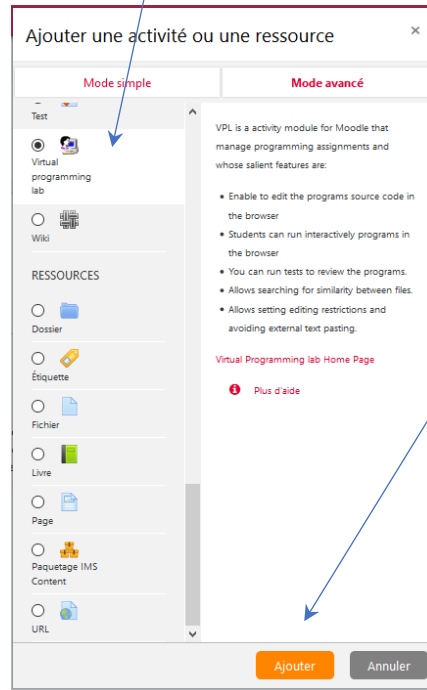 Ajouter une activité ou une ressource ×
Mode simple Mode avancé
Test
Virtual
programming
lab
Wiki
RESSOURCES
Dossier
Étiquette
Fichier
Livre
Page
Paquetage IMS
Content
URL
VPL is a activity module for Moodle that
manage programming assignments and
whose salient features are:
• Enable to edit the programs source code in
the browser
• Students can run interactively programs in
the browser
• You can run tests to review the programs.
• Allows searching for similarity between files.
• Allows setting editing restrictions and
avoiding external text pasting.
Virtual Programming lab Home Page
Plus d'aide
Ajouter Annuler